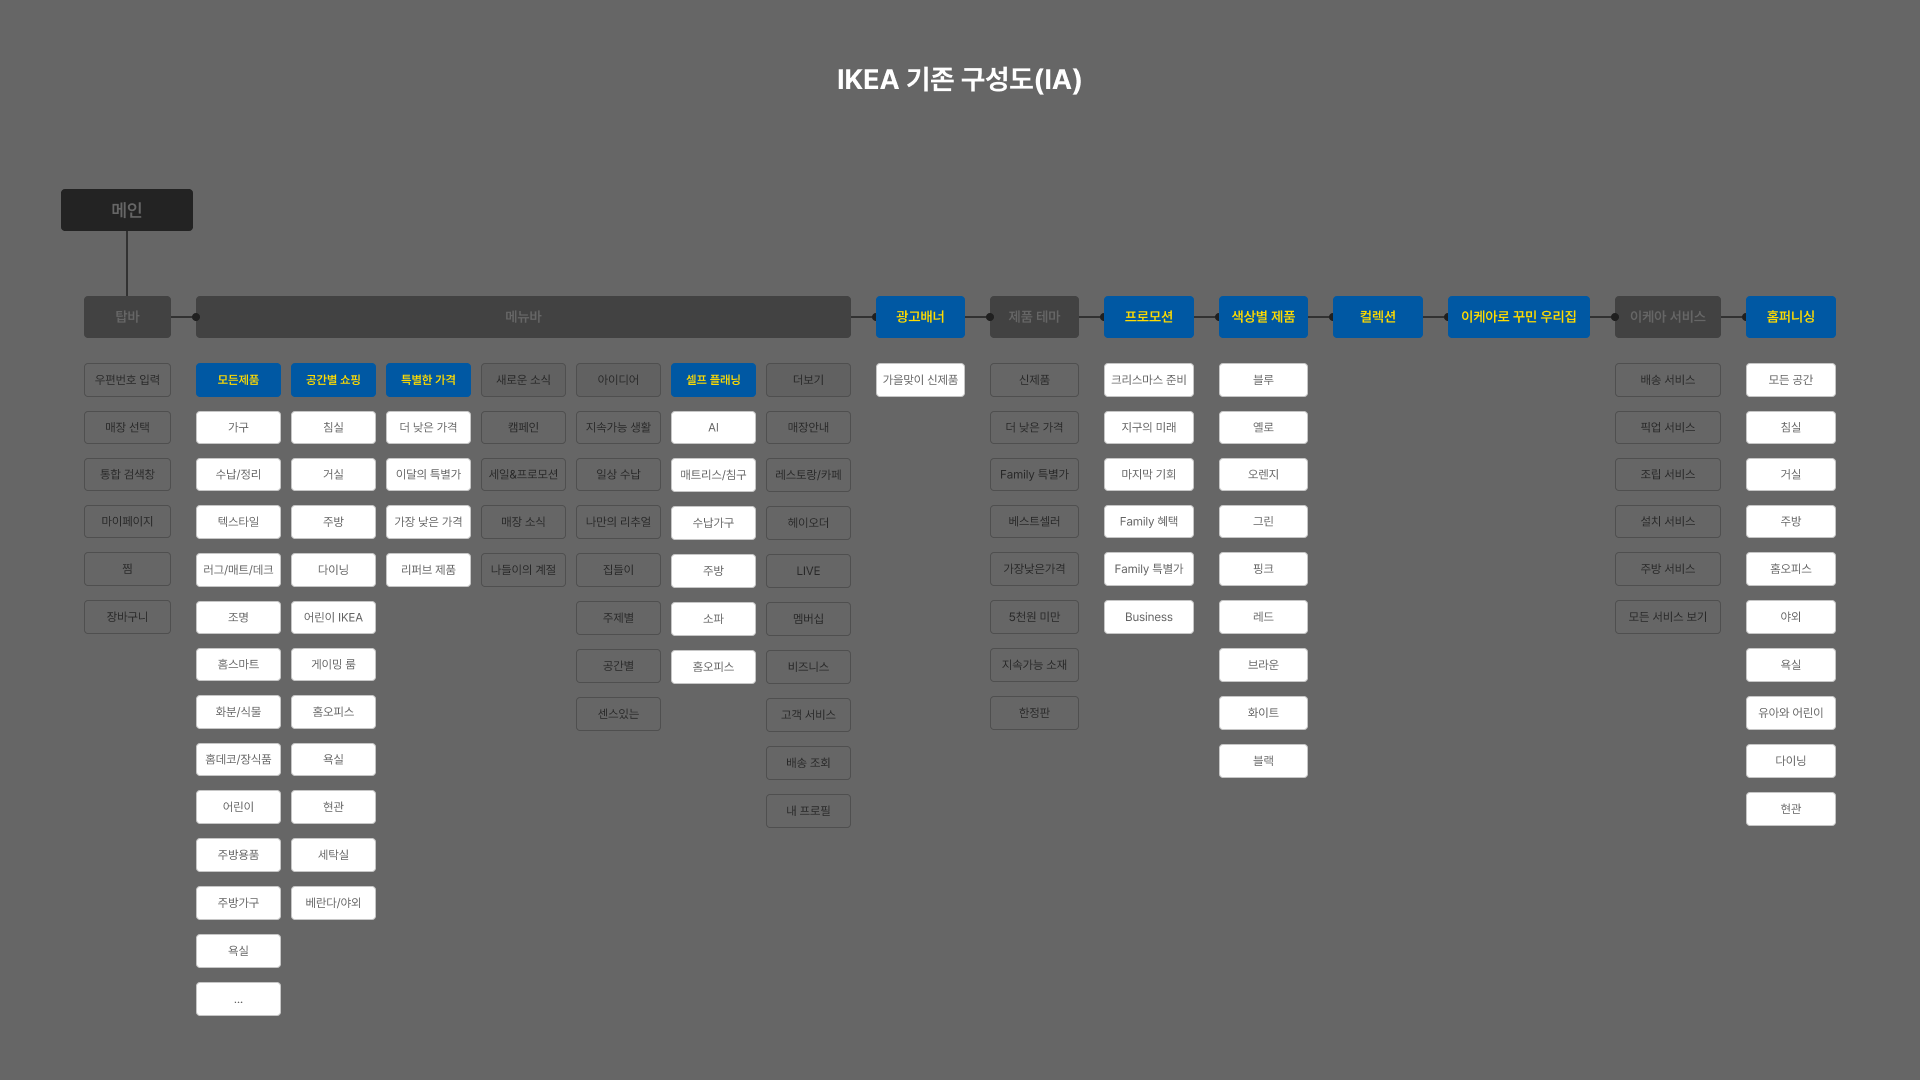 IKEA 기존 구성도(IA)
메인
탑바
메뉴바
광고배너
제품 테마
프로모션
색상별 제품
컬렉션
이케아로 꾸민 우리집
이케아 서비스
홈퍼니싱
우편번호 입력
매장 선택
통합 검색창
마이페이지
찜
장바구니
모든제품
가구
수납/정리
텍스타일
러그/매트/데크
조명
홈스마트
화분/식물
홈데코/장식품
어린이
주방용품
주방가구
욕실
...
공간별 쇼핑
침실
거실
주방
다이닝
어린이 IKEA
게이밍 룸
홈오피스
욕실
현관
세탁실
베란다/야외
특별한 가격
더 낮은 가격
이달의 특별가
가장 낮은 가격
리퍼브 제품
새로운 소식
캠페인
세일&프로모션
매장 소식
나들이의 계절
아이디어
지속가능 생활
일상 수납
나만의 리추얼
집들이
주제별
공간별
센스있는
셀프 플래닝
AI
매트리스/침구
수납가구
주방
소파
홈오피스
더보기
매장안내
레스토랑/카페
헤이오더
LIVE
멤버십
비즈니스
고객 서비스
배송 조회
내 프로필
가을맞이 신제품
신제품
더 낮은 가격
Family 특별가
베스트셀러
가장낮은가격
5천원 미만
지속가능 소재
한정판
크리스마스 준비
지구의 미래
마지막 기회
Family 혜택
Family 특별가
Business
블루
옐로
오렌지
그린
핑크
레드
브라운
화이트
블랙
배송 서비스
픽업 서비스
조립 서비스
설치 서비스
주방 서비스
모든 서비스 보기
모든 공간
침실
거실
주방
홈오피스
야외
욕실
유아와 어린이
다이닝
현관